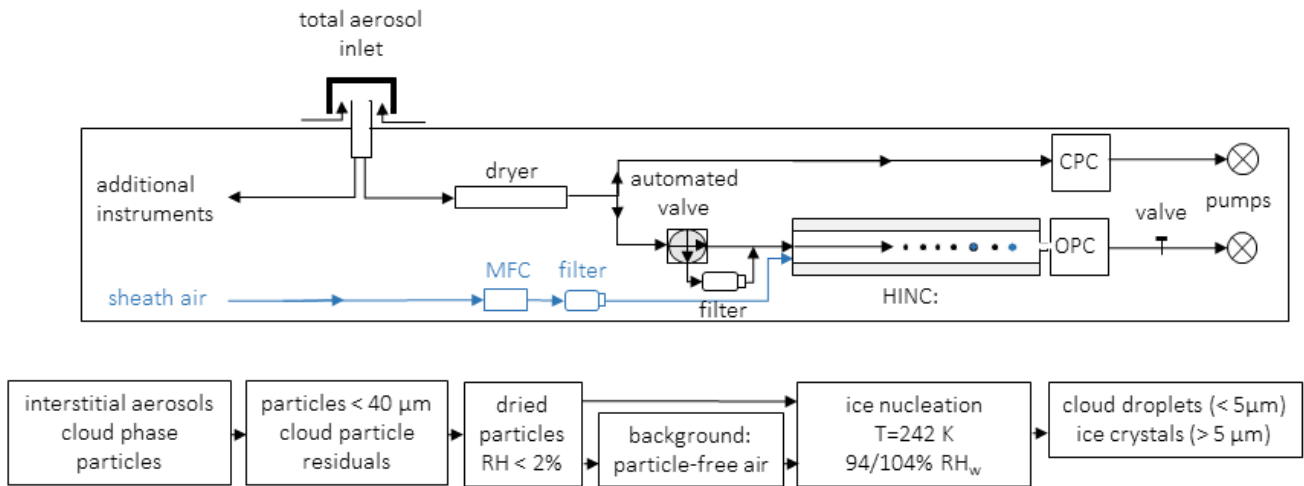 total aerosol
inlet
additional
instruments
dryer
automated
valve
CPC
pumps
valve
OPC
sheath air
MFC
filter
filter
HINC:
interstitial aerosols
cloud phase
particles
particles < 40 µm
cloud particle
residuals
dried
particles
RH < 2%
background:
particle-free air
ice nucleation
T=242 K
94/104% RHw
cloud droplets (< 5µm)
ice crystals (> 5 µm)